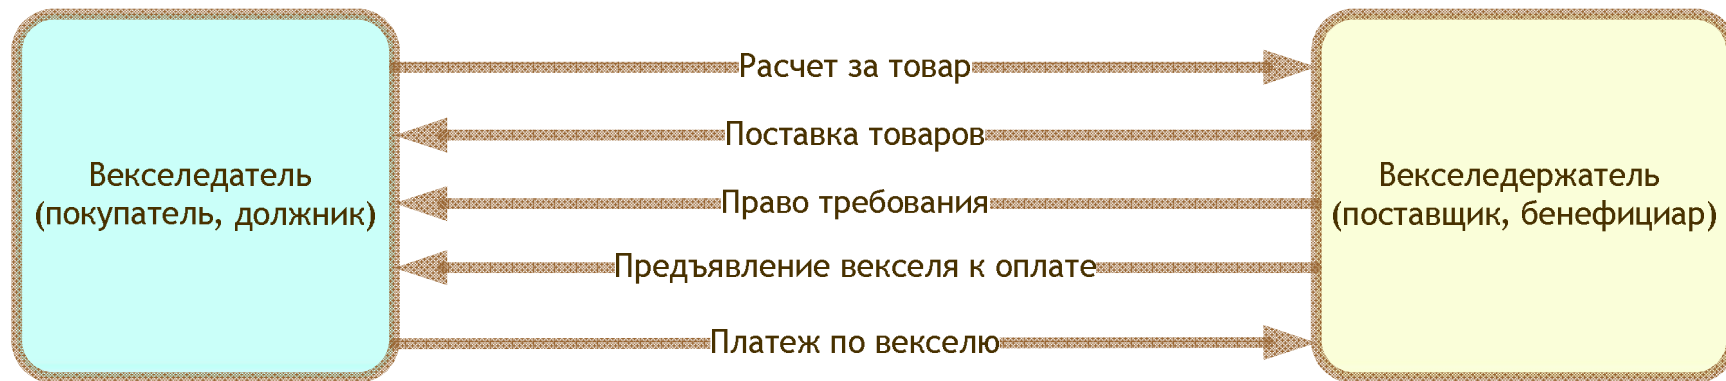 Векселедатель
(покупатель, должник)
Расчет за товар
Поставка товаров
Право требования
Предъявление векселя к оплате
Платеж по векселю
Векселедержатель
(поставщик, бенефициар)